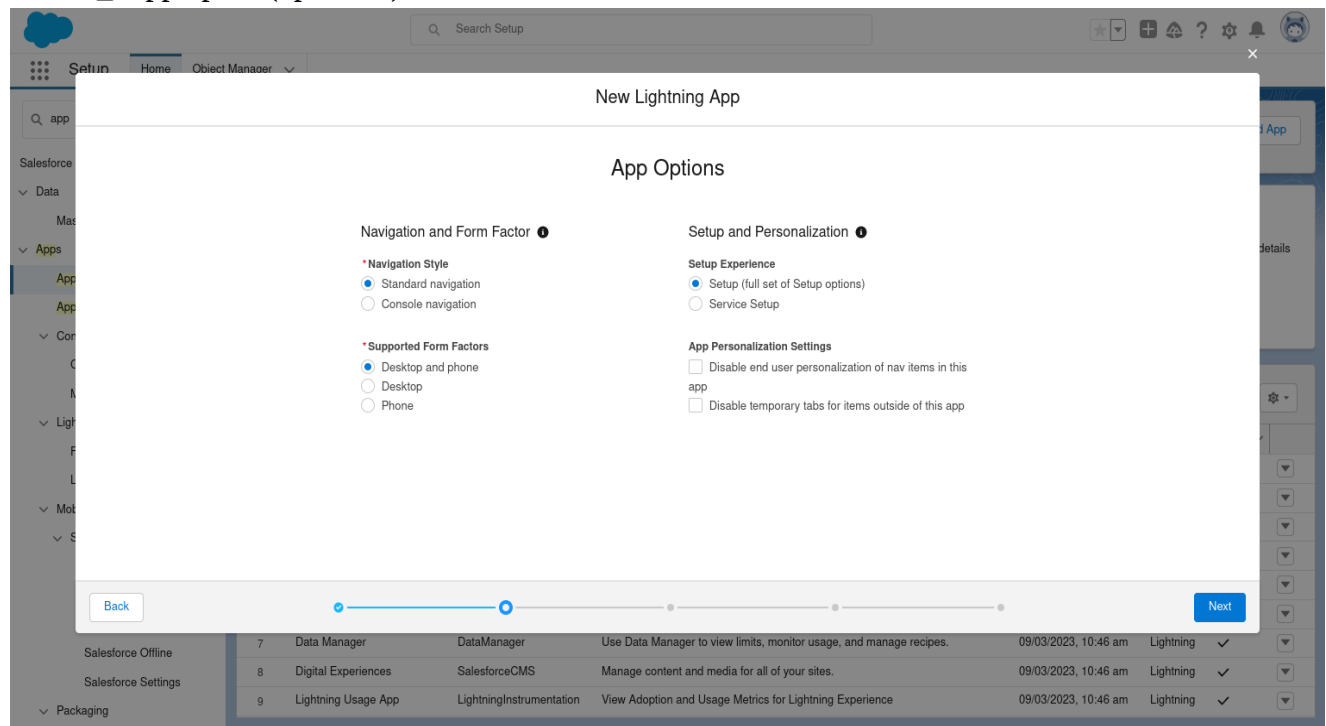 Search Setup
Setup Home Object Manager
New Lightning App
app
d App
App Options
Salesforce
Data
Mas
Navigation and Form Factor
Setup and Personalization
Apps
details
*Navigation Style
Setup Experience
App
Standard navigation
Setup (full set of Setup options)
App
Console navigation
Service Setup
Con
*Supported Form Factors
App Personalization Settings
Desktop and phone
Disable end user personalization of nav items in this
app
Desktop
Phone
Disable temporary tabs for items outside of this app
Ligh
Mob
S
Back
Next
7 Data Manager DataManager Use Data Manager to view limits, monitor usage, and manage recipes. 09/03/2023, 10:46 am Lightning
Salesforce Offline
8 Digital Experiences SalesforceCMS Manage content and media for all of your sites. 09/03/2023, 10:46 am Lightning
Salesforce Settings
9 Lightning Usage App LightningInstrumentation View Adoption and Usage Metrics for Lightning Experience 09/03/2023, 10:46 am Lightning
Packaging